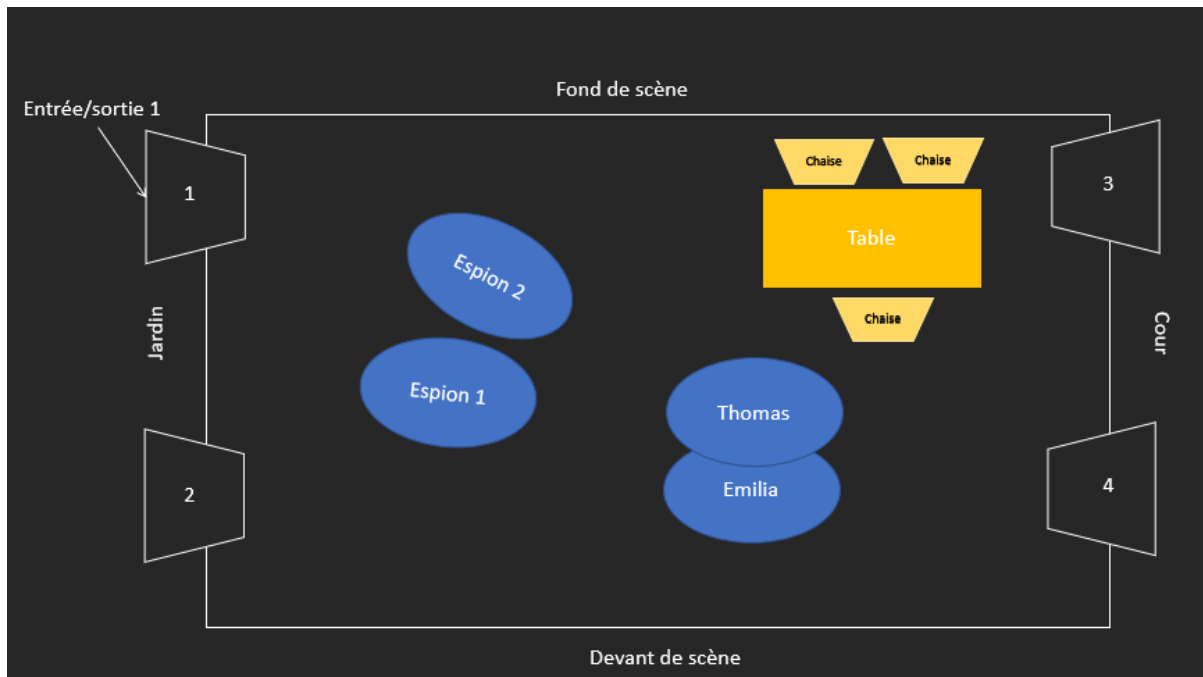 Fond de scène
Entrée/sortie 1
1
Chaise
Chaise
3
Table
Espion 2
Chaise
Jardin
Cour
Espion 1
Thomas
2
Emilia
4
Devant de scène